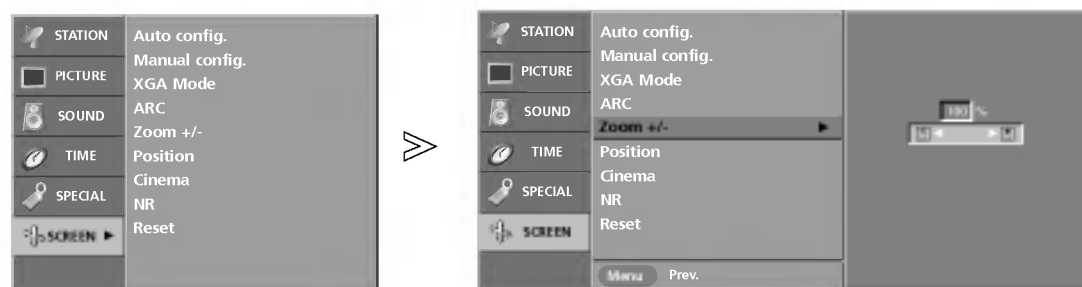 STATION
PICTURE
SOUND
TIME
SPECIAL
SCREEN
Auto config.
Manual config.
XGA Mode
ARC
Zoom +/-
Position
Cinema
NR
Reset
STATION
PICTURE
SOUND
TIME
SPECIAL
SCREEN
Auto config.
Manual config.
XGA Mode
ARC
Zoom +/-
Position
Cinema
NR
Reset
Menu Prev.
100 %